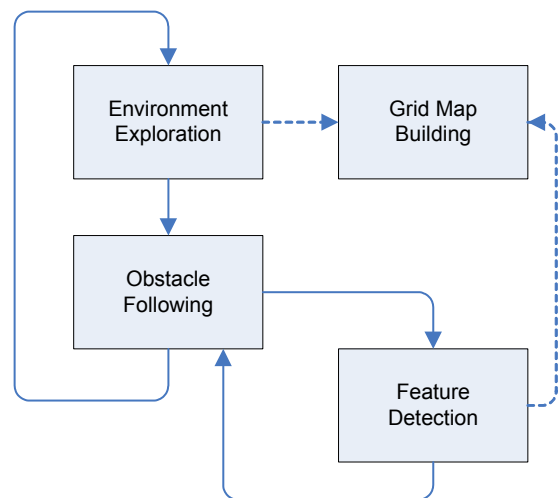 Environment
Exploration
Grid Map
Building
Obstacle
Following
Feature
Detection